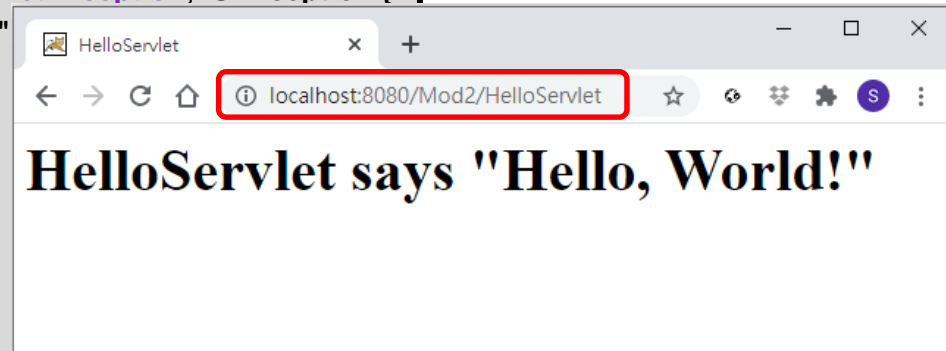 "
HelloServlet
localhost:8080/Mod2/HelloServlet
S
HelloServlet says "Hello, World!"